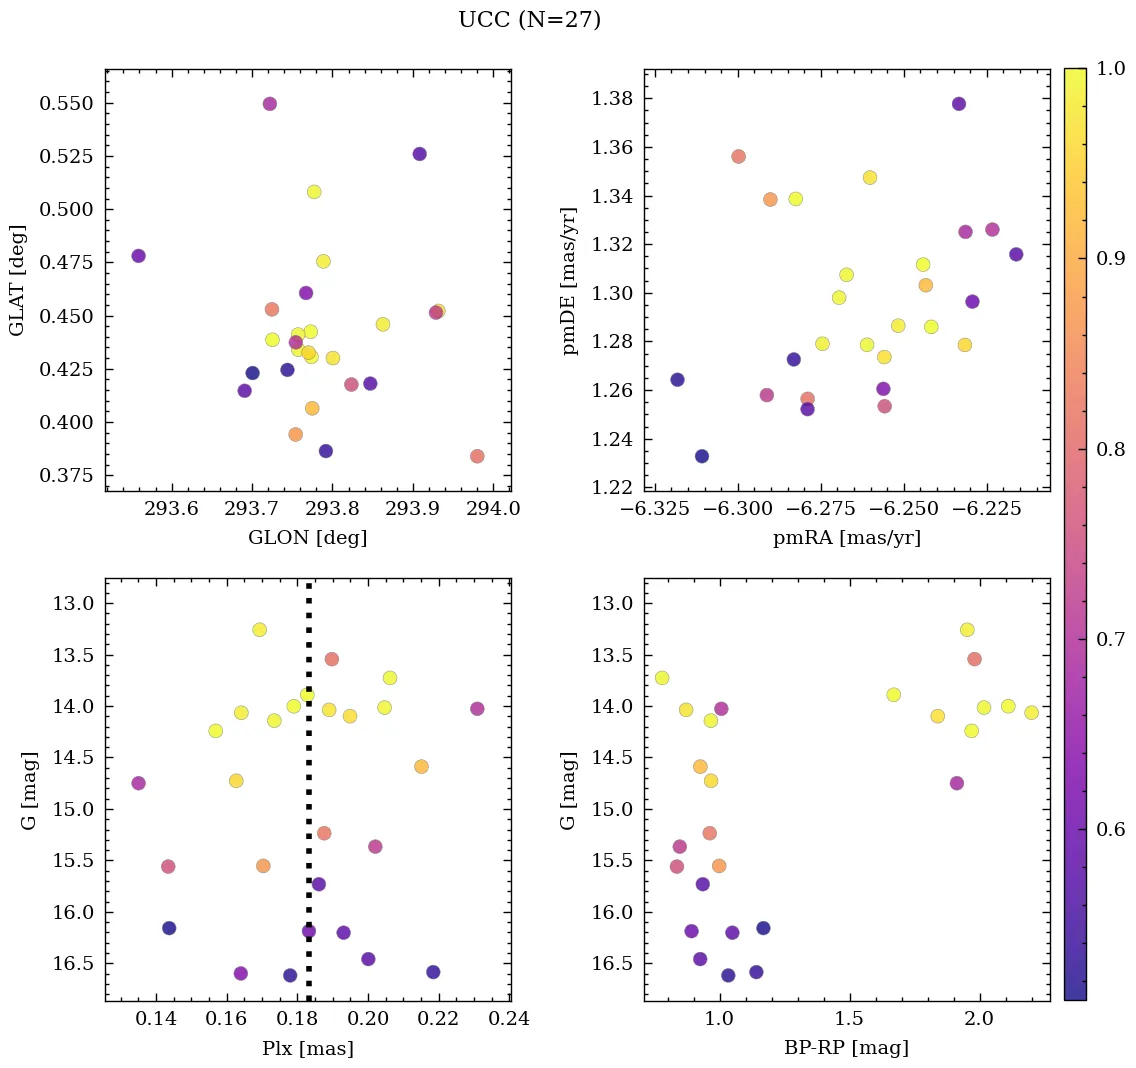 UCC (N=27)
0.550
0.525
0.500
0.475
0.450
0.425
0.400
0.375
GLAT [deg]
293.6 293.7 293.8 293.9 294.0
GLON [deg]
1.38
1.36
1.34
1.32
1.30
1.28
1.26
1.24
1.22
pmDE [mas/yr]
−6.325 −6.300 −6.275 −6.250 −6.225
pmRA [mas/yr]
1.0
0.9
0.8
0.7
0.6
13.0
13.5
14.0
14.5
15.0
15.5
16.0
16.5
G [mag]
0.14 0.16 0.18 0.20 0.22 0.24
Plx [mas]
13.0
13.5
14.0
14.5
15.0
15.5
16.0
16.5
G [mag]
1.0 1.5 2.0
BP-RP [mag]